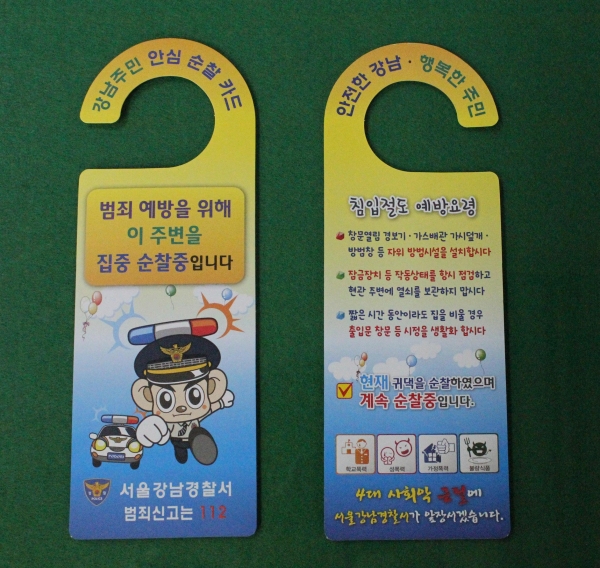 강남주민 안심 순찰 카드
범죄 예방을 위해
이 주변을
집중 순찰중입니다
서울강남경찰서
범죄신고는 112
안전한 강남 · 행복한 주민
침입절도 예방요령
창문열림 경보기 · 가스배관 가시덮개 ·
방범창 등 자위 방범시설을 설치합시다
잠금장치 등 작동상태를 항시 점검하고
현관 주변에 열쇠를 보관하지 맙시다
짧은 시간 동안이라도 집을 비울 경우
출입문 창문 등 시정을 생활화 합시다
현재 귀댁을 순찰하였으며
계속 순찰중입니다.
학교폭력 성폭력 가정폭력 불량식품
4대 사회악 근절에
서울강남경찰서가 앞장서겠습니다.